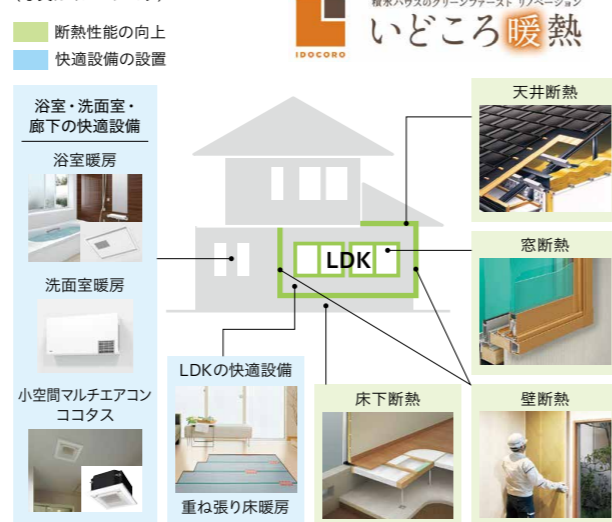 積水ハウスのグリーンファースト リノベーション
いどころ暖熱
IDOCORO
断熱性能の向上
快適設備の設置
浴室・洗面室・
廊下の快適設備
浴室暖房
洗面室暖房
小空間マルチエアコン
ココタス
LDK
LDKの快適設備
重ね張り床暖房
床下断熱
天井断熱
窓断熱
壁断熱